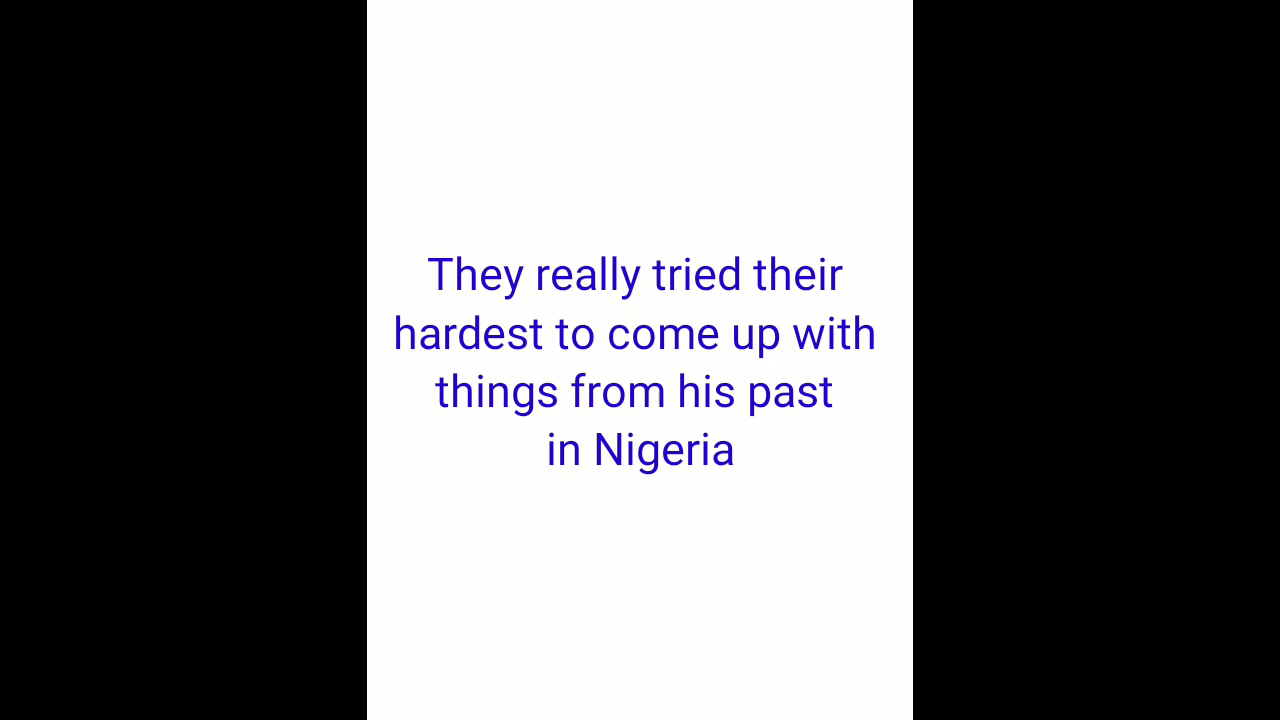 They really tried their
hardest to come up with
things from his past
in Nigeria